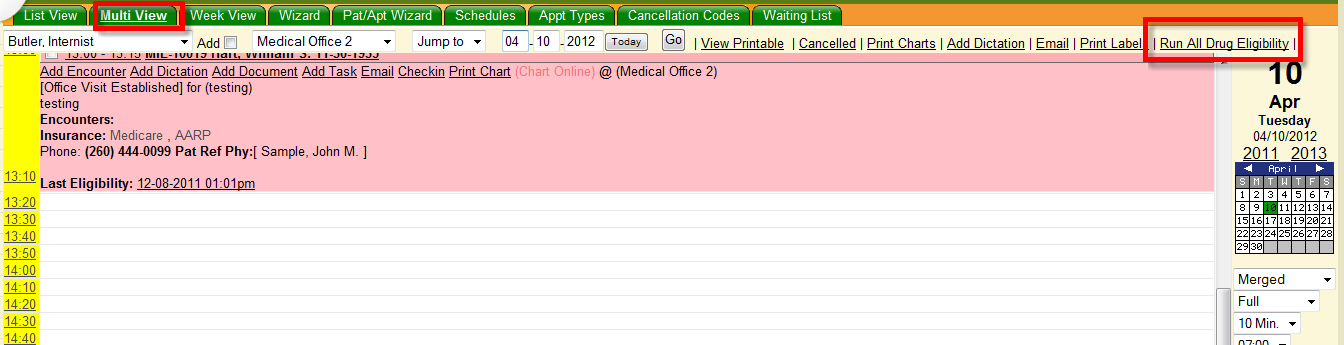 List View Multi View Week View Wizard Pat/Apt Wizard Schedules Appt Types Cancellation Codes Waiting List
Butler, Internist Add Medical Office 2 Jump to 04 - 10 - 2012 Today Go | View Printable | Cancelled | Print Charts | Add Dictation | Email | Print Label | Run All Drug Eligibility |
13:00 - 13:15 MIL-10019 Hart, William S. 11-30-1955
Add Encounter Add Dictation Add Document Add Task Email Checkin Print Chart (Chart Online) @ (Medical Office 2)
[Office Visit Established] for (testing)
testing
Encounters:
Insurance: Medicare , AARP
Phone: (260) 444-0099 Pat Ref Phy:[ Sample, John M. ]
13:10 Last Eligibility: 12-08-2011 01:01pm
13:20
13:30
13:40
13:50
14:00
14:10
14:20
14:30
14:40
10
Apr
Tuesday
04/10/2012
2011 2013
April
S M T W T F S
1 2 3 4 5 6 7
8 9 10 11 12 13 14
15 16 17 18 19 20 21
22 23 24 25 26 27 28
29 30
Merged
Full
10 Min.
07:00